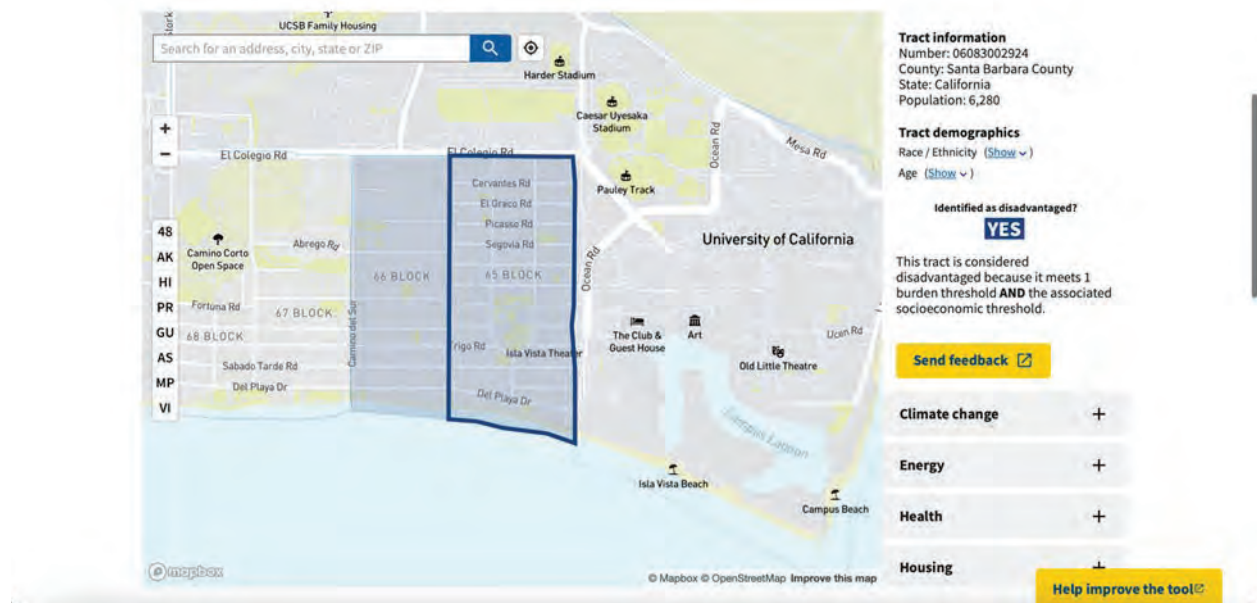 UCSB Family Housing
Search for an address, city, state or ZIP
Harder Stadium
Caesar Uyesaka
Stadium
Ocean Rd
Mesa Rd
+
−
El Colegio Rd
El Colegio Rd
Cervantes Rd
El Greco Rd
Picasso Rd
Segovia Rd
Pauley Track
48
AK
HI
PR
GU
AS
MP
VI
Camino Corto
Open Space
Abrego Rd
66 BLOCK
65 BLOCK
Ocean Rd
University of California
Fortuna Rd
67 BLOCK
68 BLOCK
Camino del Sur
The Club &
Guest House
Art
Ucen Rd
Trigo Rd
Isla Vista Theater
Old Little Theatre
Sabado Tarde Rd
Del Playa Dr
Del Playa Dr
Campus Lagoon
Isla Vista Beach
Campus Beach
mapbox
© Mapbox © OpenStreetMap Improve this map
Tract information
Number: 06083002924
County: Santa Barbara County
State: California
Population: 6,280
Tract demographics
Race / Ethnicity (Show)
Age (Show)
Identified as disadvantaged?
YES
This tract is considered
disadvantaged because it meets 1
burden threshold AND the associated
socioeconomic threshold.
Send feedback
Climate change +
Energy +
Health +
Housing +
Help improve the tool